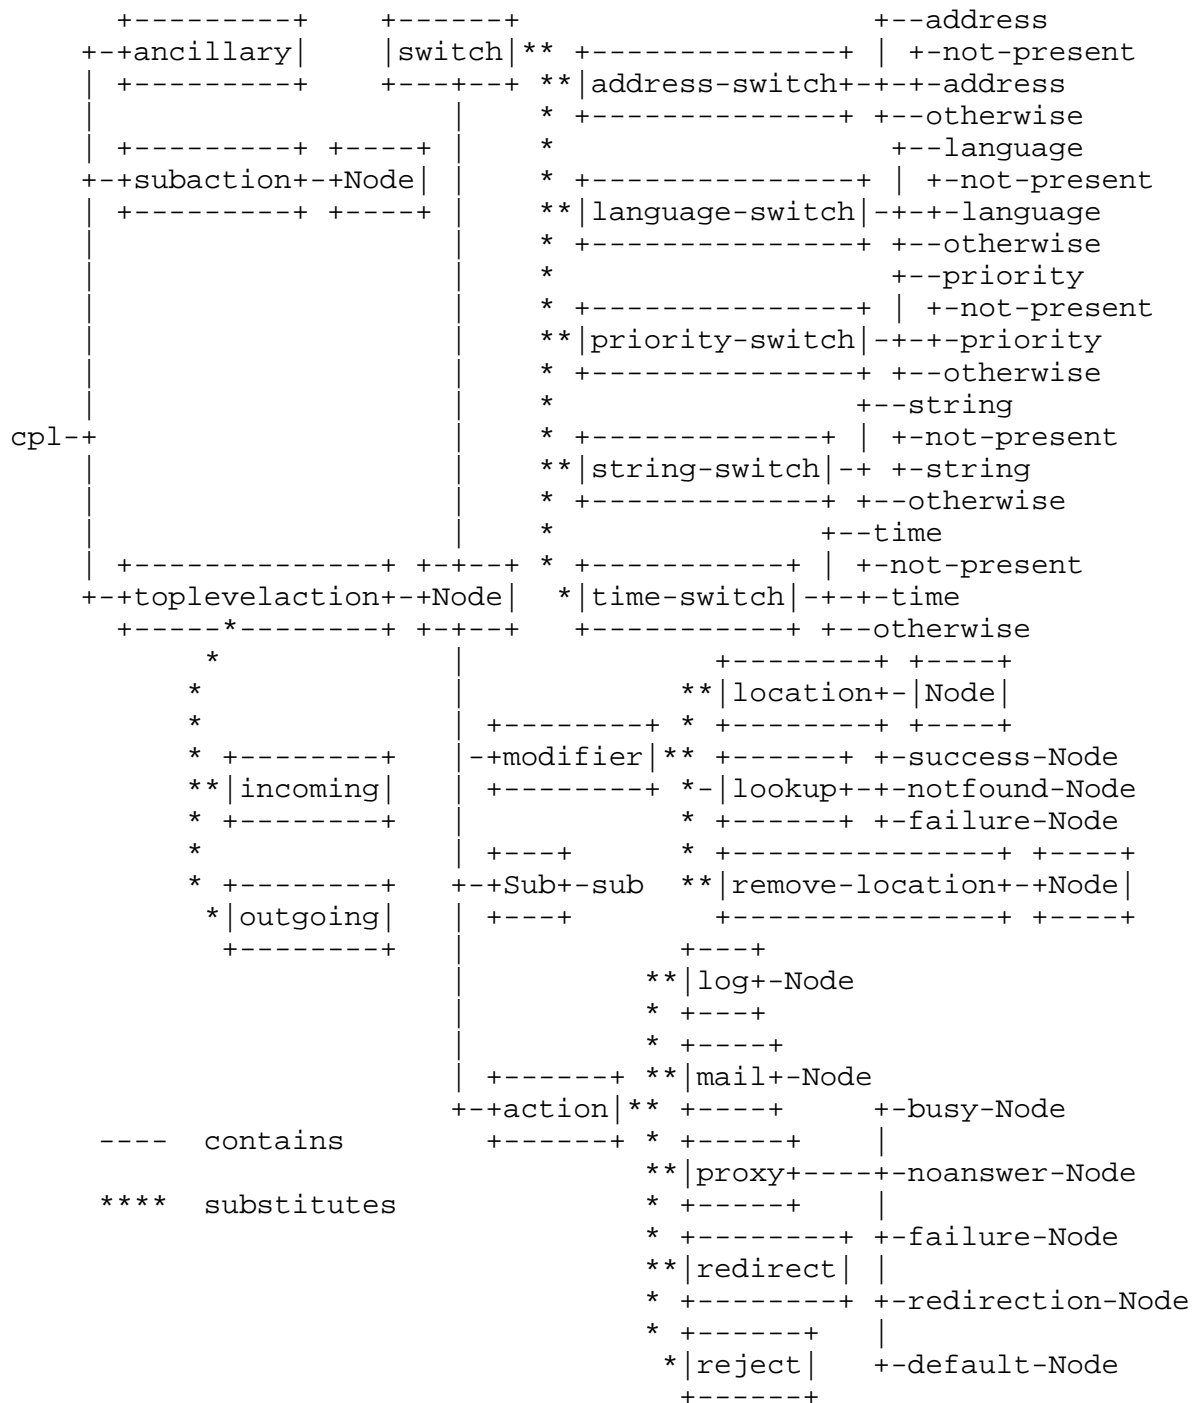 +---------+    +------+                   +--address
    +-+ancillary|    |switch|** +--------------+ | +-not-present
    | +---------+    +---+--+ **|address-switch+-+-+-address
    |                    |    * +--------------+ +--otherwise
    | +---------+ +----+ |    *                   +--language
    +-+subaction+-+Node| |    * +---------------+ | +-not-present
    | +---------+ +----+ |    **|language-switch|-+-+-language
    |                    |    * +---------------+ +--otherwise
    |                    |    *                   +--priority
    |                    |    * +---------------+ | +-not-present
    |                    |    **|priority-switch|-+-+-priority
    |                    |    * +---------------+ +--otherwise
    |                    |    *                 +--string
cpl-+                    |    * +-------------+ | +-not-present
    |                    |    **|string-switch|-+ +-string
    |                    |    * +-------------+ +--otherwise
    |                    |    *               +--time
    | +--------------+ +-+--+ * +-----------+ | +-not-present
    +-+toplevelaction+-+Node|  *|time-switch|-+-+-time
      +-----*--------+ +-+--+   +-----------+ +--otherwise
           *             |              +--------+ +----+
          *              |            **|location+-|Node|
          *              | +--------+ * +--------+ +----+
          * +--------+   |-+modifier|** +------+ +-success-Node
          **|incoming|   | +--------+ *-|lookup+-+-notfound-Node
          * +--------+   |            * +------+ +-failure-Node
          *              | +---+      * +---------------+ +----+
          * +--------+   +-+Sub+-sub  **|remove-location+-+Node|
           *|outgoing|   | +---+        +---------------+ +----+
            +--------+   |            +---+
                         |          **|log+-Node
                         |          * +---+
                         |          * +----+
                         | +------+ **|mail+-Node
                         +-+action|** +----+     +-busy-Node
     ----  contains        +------+ * +-----+    |
                                    **|proxy+----+-noanswer-Node
     ****  substitutes              * +-----+    |
                                    * +--------+ +-failure-Node
                                    **|redirect| |
                                    * +--------+ +-redirection-Node
                                    * +------+   |
                                     *|reject|   +-default-Node
                                      +------+